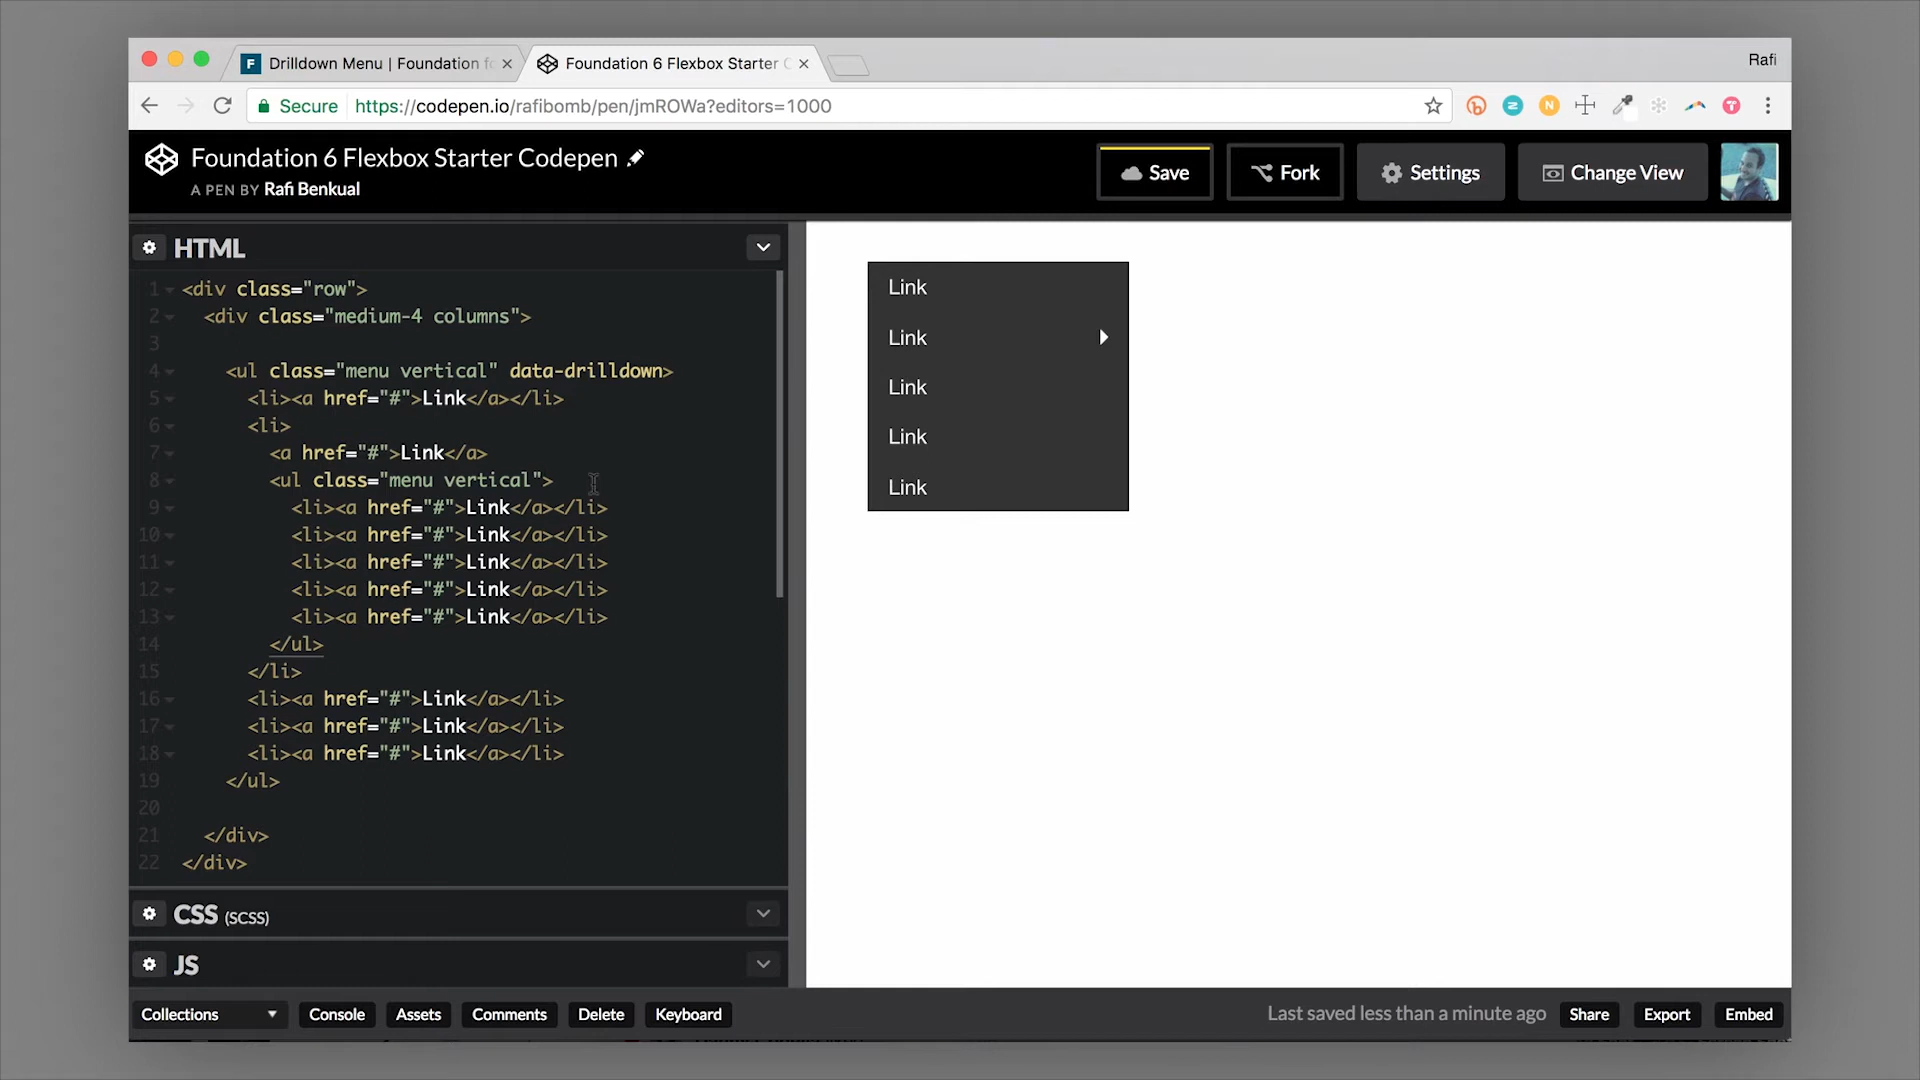 Rafi
F Drilldown Menu | Foundation f
Foundation 6 Flexbox Starter C
Secure https://codepen.io/rafibomb/pen/jmROWa?editors=1000
Foundation 6 Flexbox Starter Codepen
A PEN BY Rafi Benkual
Save
Fork
Settings
Change View
HTML
1 <div class="row">
2 <div class="medium-4 columns">
3
4 <ul class="menu vertical" data-drilldown>
5 <li><a href="#">Link</a></li>
6 <li>
7 <a href="#">Link</a>
8 <ul class="menu vertical">
9 <li><a href="#">Link</a></li>
10 <li><a href="#">Link</a></li>
11 <li><a href="#">Link</a></li>
12 <li><a href="#">Link</a></li>
13 <li><a href="#">Link</a></li>
14 </ul>
15 </li>
16 <li><a href="#">Link</a></li>
17 <li><a href="#">Link</a></li>
18 <li><a href="#">Link</a></li>
19 </ul>
20
21 </div>
22 </div>
Link
Link
Link
Link
Link
CSS (SCSS)
JS
Collections
Console
Assets
Comments
Delete
Keyboard
Last saved less than a minute ago
Share
Export
Embed